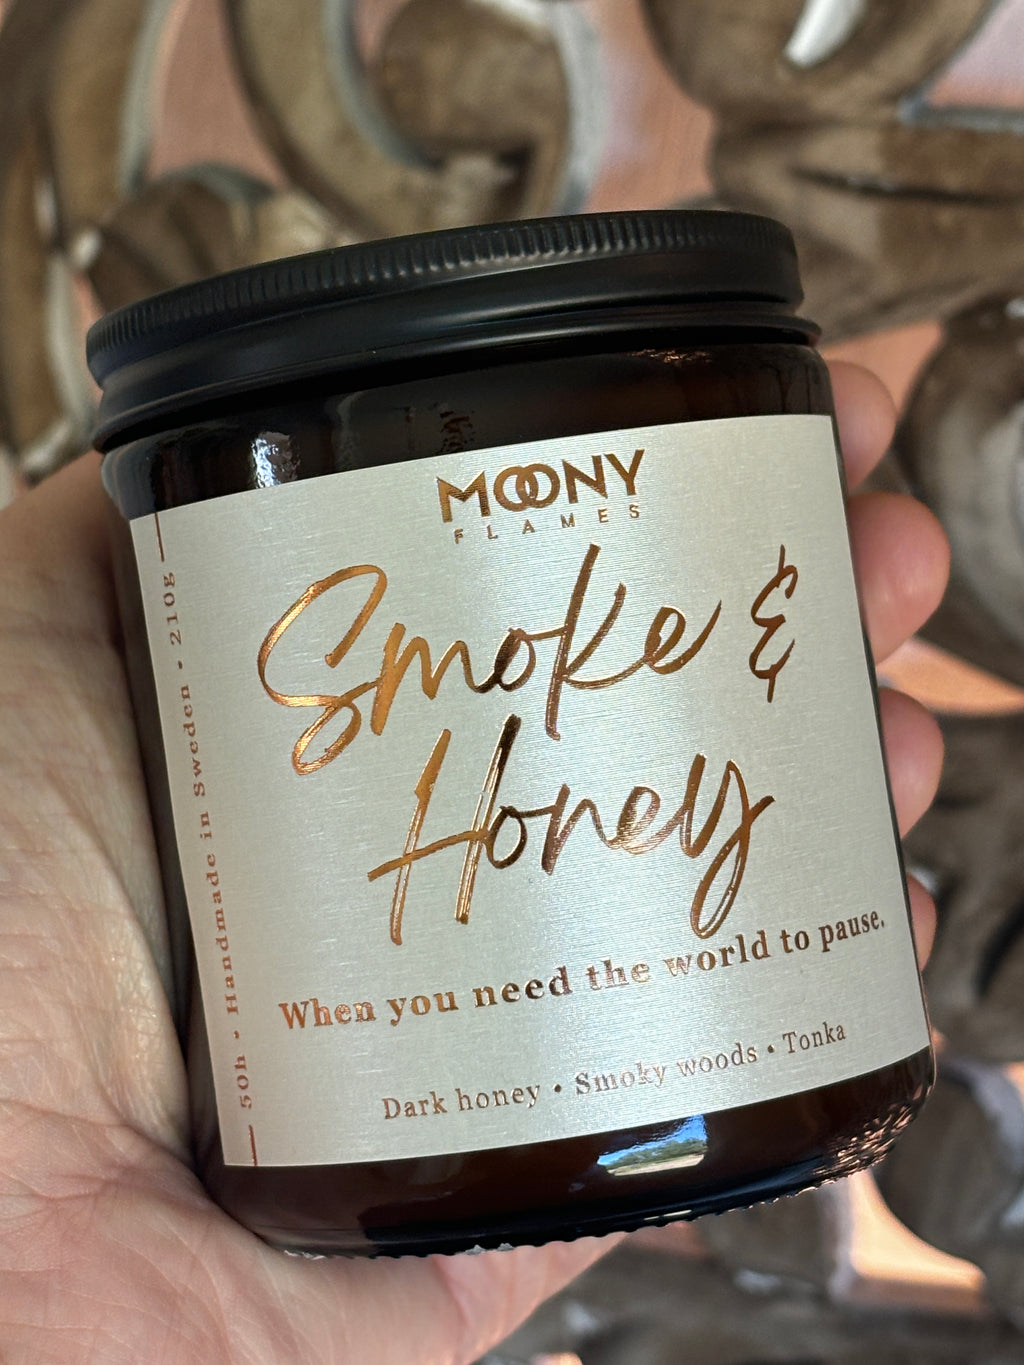 MOONY
FLAMES
Smoke &
Honey
When you need the world to pause.
Dark honey • Smoky woods • Tonka
50h • Handmade in Sweden • 210g